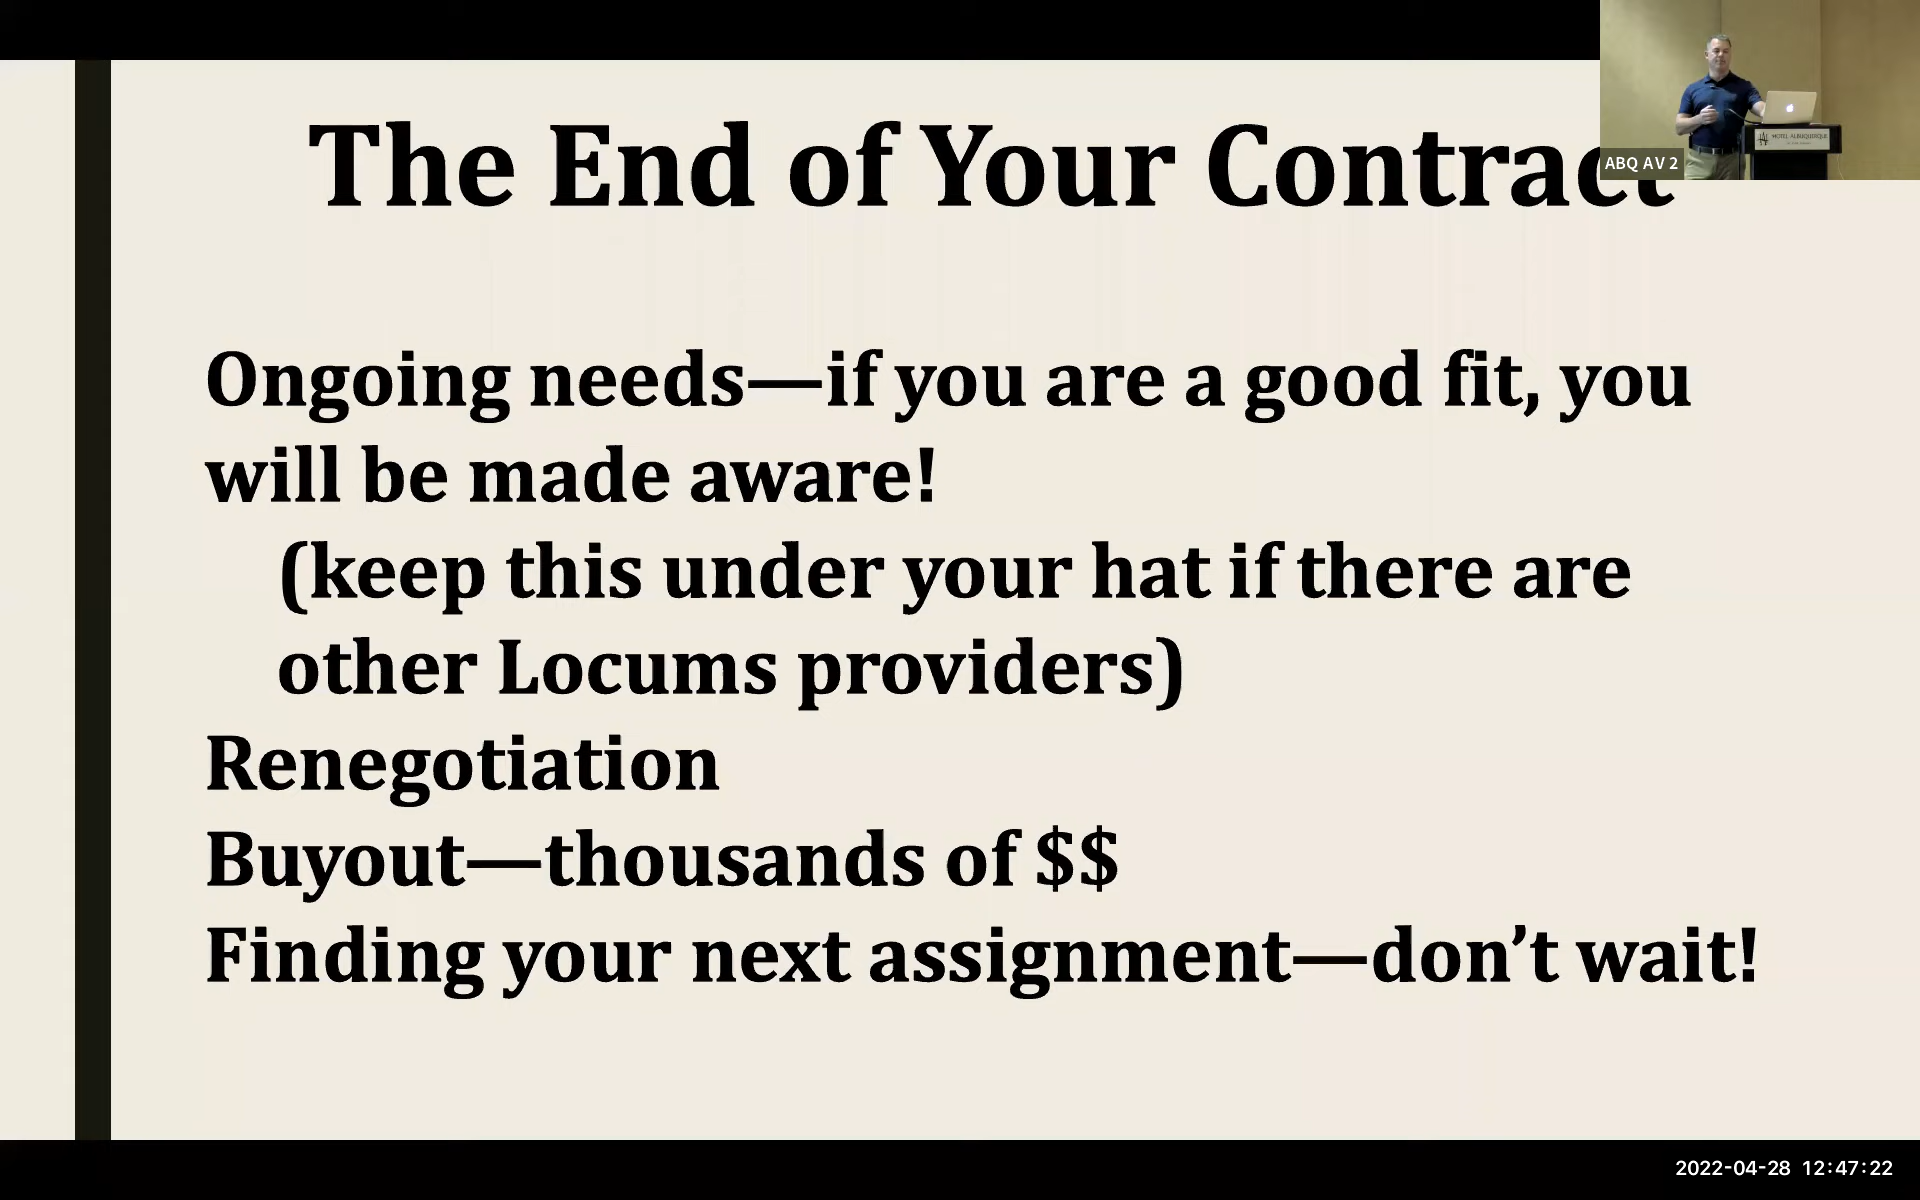 The End of Your Contract
ABQ AV 2
HOTEL ALBUQUERQUE
Ongoing needs—if you are a good fit, you
will be made aware!
(keep this under your hat if there are
other Locums providers)
Renegotiation
Buyout—thousands of $$
Finding your next assignment—don’t wait!
2022-04-28 12:47:22